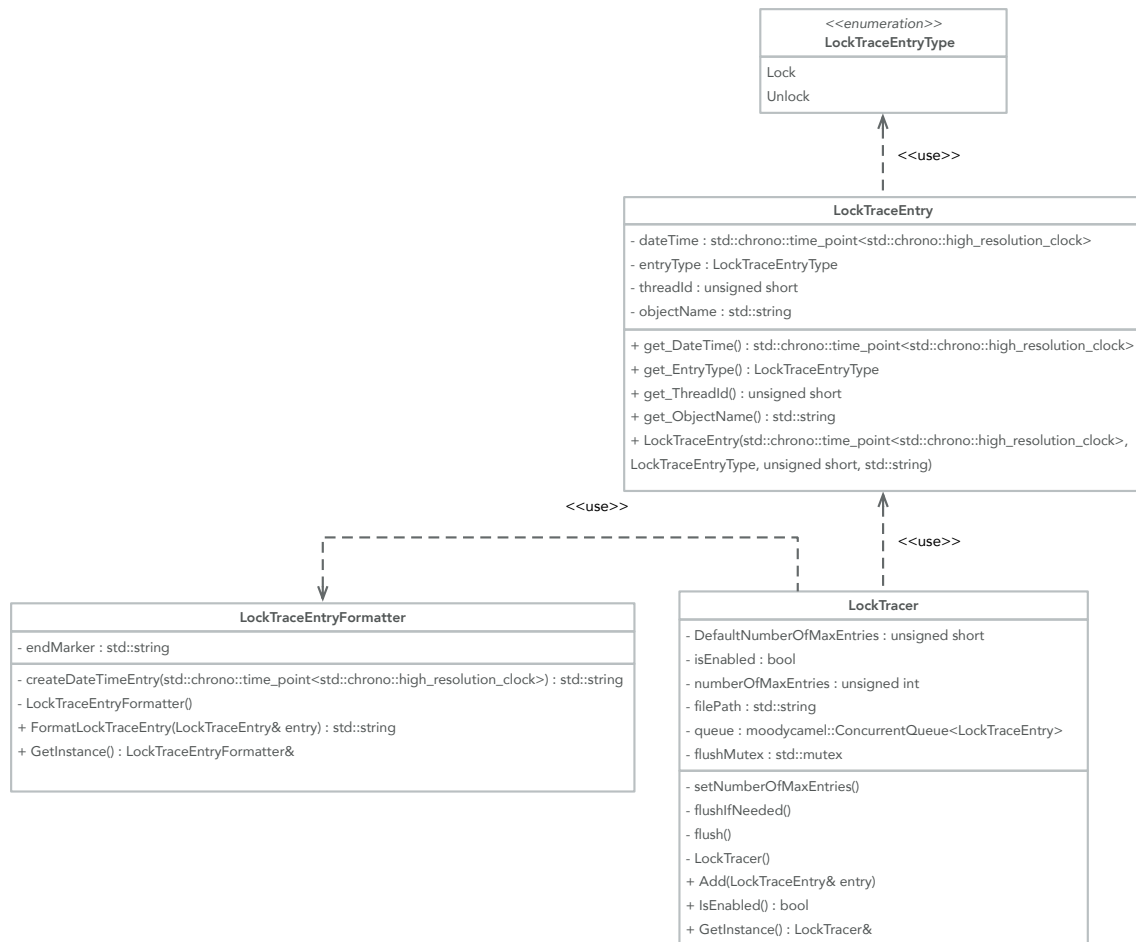 <<enumeration>>
LockTraceEntryType
Lock
Unlock
<<use>>
LockTraceEntry
- dateTime : std::chrono::time_point<std::chrono::high_resolution_clock>
- entryType : LockTraceEntryType
- threadId : unsigned short
- objectName : std::string
+ get_DateTime() : std::chrono::time_point<std::chrono::high_resolution_clock>
+ get_EntryType() : LockTraceEntryType
+ get_ThreadId() : unsigned short
+ get_ObjectName() : std::string
+ LockTraceEntry(std::chrono::time_point<std::chrono::high_resolution_clock>,
LockTraceEntryType, unsigned short, std::string)
<<use>>
<<use>>
LockTraceEntryFormatter
- endMarker : std::string
- createDateTimeEntry(std::chrono::time_point<std::chrono::high_resolution_clock>) : std::string
- LockTraceEntryFormatter()
+ FormatLockTraceEntry(LockTraceEntry& entry) : std::string
+ GetInstance() : LockTraceEntryFormatter&
LockTracer
- DefaultNumberOfMaxEntries : unsigned short
- isEnabled : bool
- numberOfMaxEntries : unsigned int
- filePath : std::string
- queue : moodycamel::ConcurrentQueue<LockTraceEntry>
- flushMutex : std::mutex
- setNumberOfMaxEntries()
- flushIfNeeded()
- flush()
- LockTracer()
+ Add(LockTraceEntry& entry)
+ IsEnabled() : bool
+ GetInstance() : LockTracer&